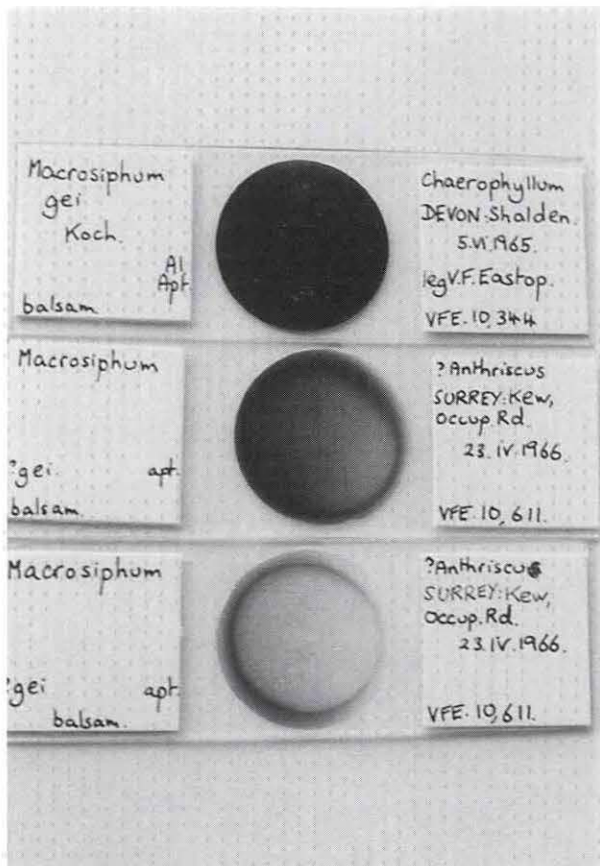 Macrosiphum
gei
Koch.
Al
Apt
balsam
Chaerophyllum
DEVON: Shalden.
5.VI.1965.
leg V.F. Eastop.
VFE. 10,344
Macrosiphum
?gei. apt.
balsam.
?Anthriscus
SURREY: Kew,
Occup. Rd.
23.IV.1966.
VFE. 10,611.
Macrosiphum
?gei apt.
balsam.
?Anthriscus
SURREY: Kew,
Occup. Rd.
23.IV.1966.
VFE. 10,611.